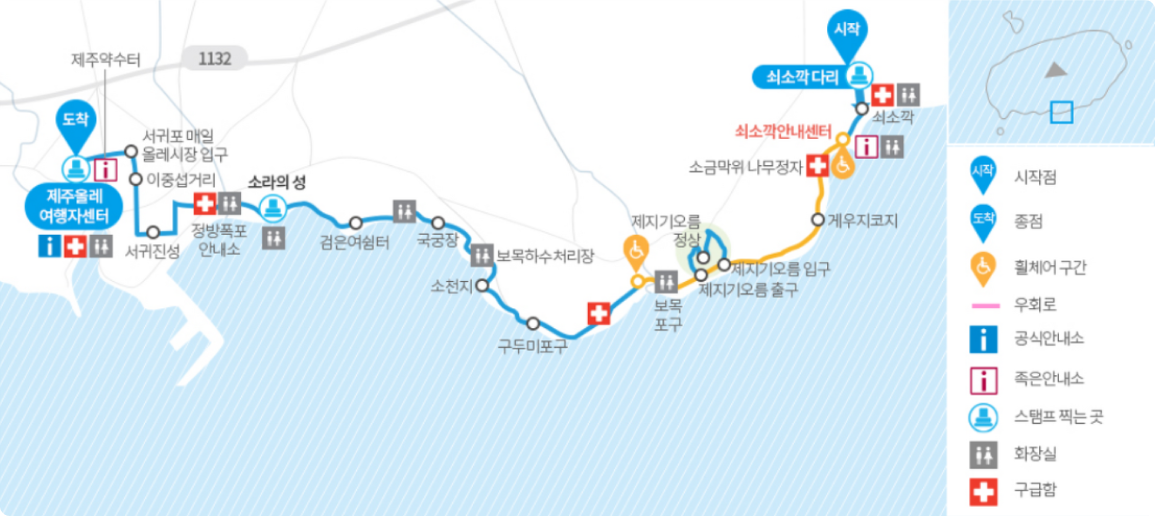 시작
1132
제주약수터
쇠소깍 다리
도착
쇠소깍
서귀포 매일
올레시장 입구
쇠소깍안내센터
소금막위 나무정자
이중섭거리
소라의 성
제주올레
여행자센터
제지기오름
정상
게우지코지
서귀진성
정방폭포
안내소
검은여쉼터
국궁장
보목하수처리장
제지기오름 입구
제지기오름 출구
소천지
보목
포구
구두미포구
시작
시작점
도착
종점
휠체어 구간
우회로
공식안내소
족은안내소
스탬프 찍는 곳
화장실
구급함